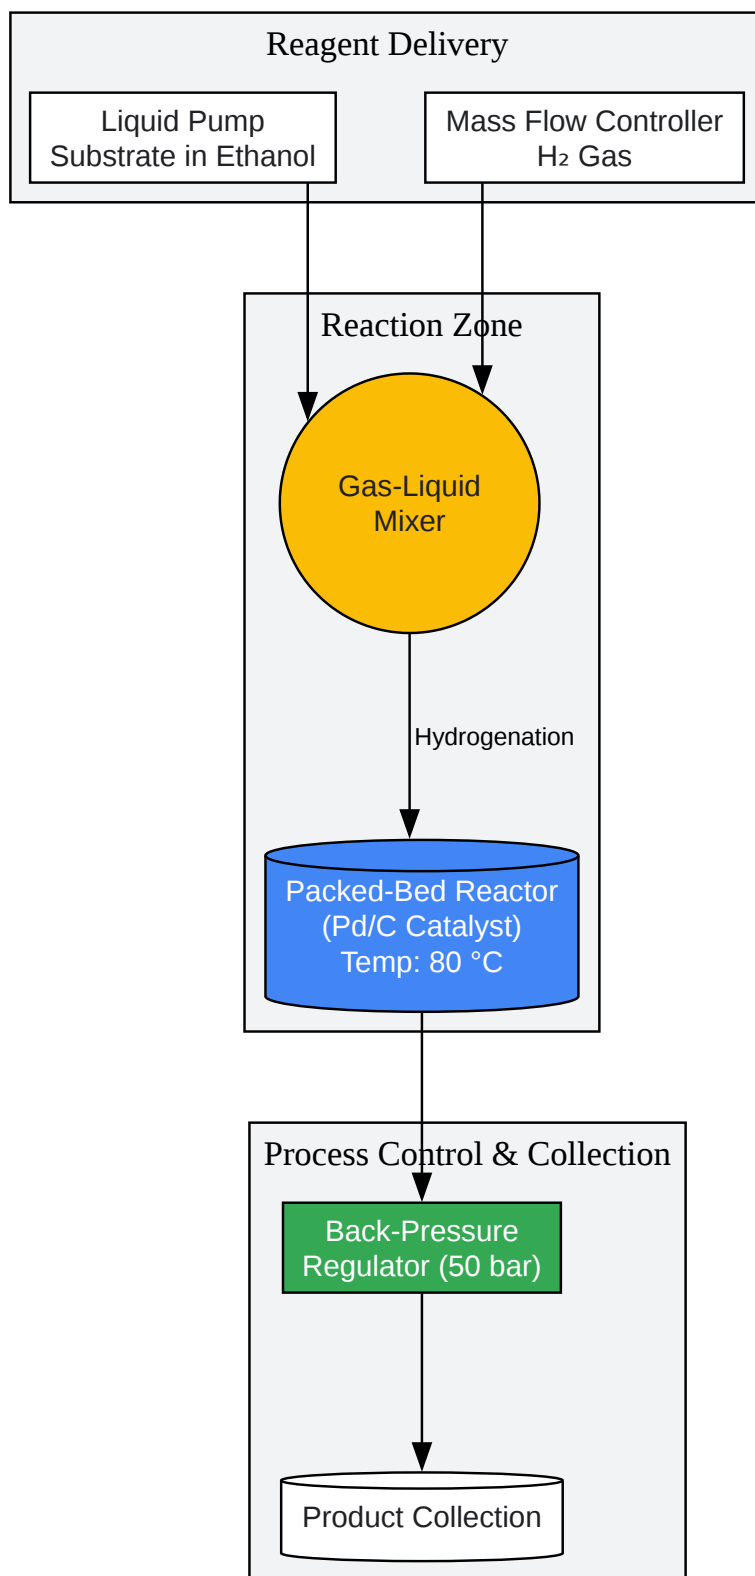 Reagent Delivery
Liquid Pump
Substrate in Ethanol
Mass Flow Controller
H₂ Gas
Reaction Zone
Gas-Liquid
Mixer
Hydrogenation
Packed-Bed Reactor
(Pd/C Catalyst)
Temp: 80 °C
Process Control & Collection
Back-Pressure
Regulator (50 bar)
Product Collection